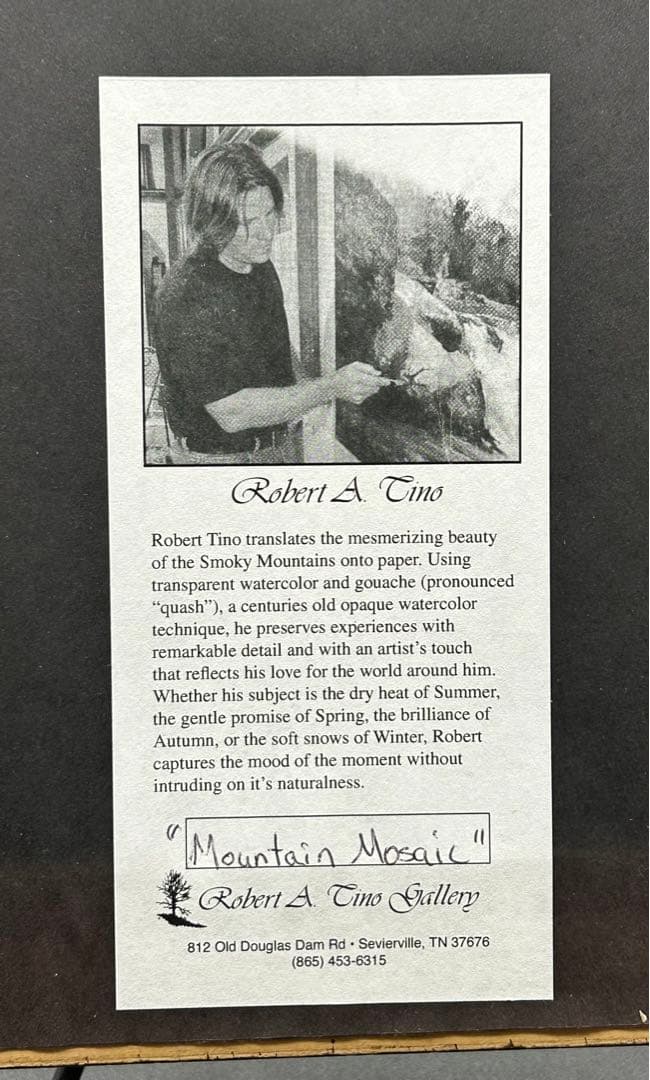 Robert A. Tino
Robert Tino translates the mesmerizing beauty
of the Smoky Mountains onto paper. Using
transparent watercolor and gouache (pronounced
“quash”), a centuries old opaque watercolor
technique, he preserves experiences with
remarkable detail and with an artist’s touch
that reflects his love for the world around him.
Whether his subject is the dry heat of Summer,
the gentle promise of Spring, the brilliance of
Autumn, or the soft snows of Winter, Robert
captures the mood of the moment without
intruding on it’s naturalness.
"Mountain Mosaic"
Robert A. Tino Gallery
812 Old Douglas Dam Rd • Sevierville, TN 37676
(865) 453-6315